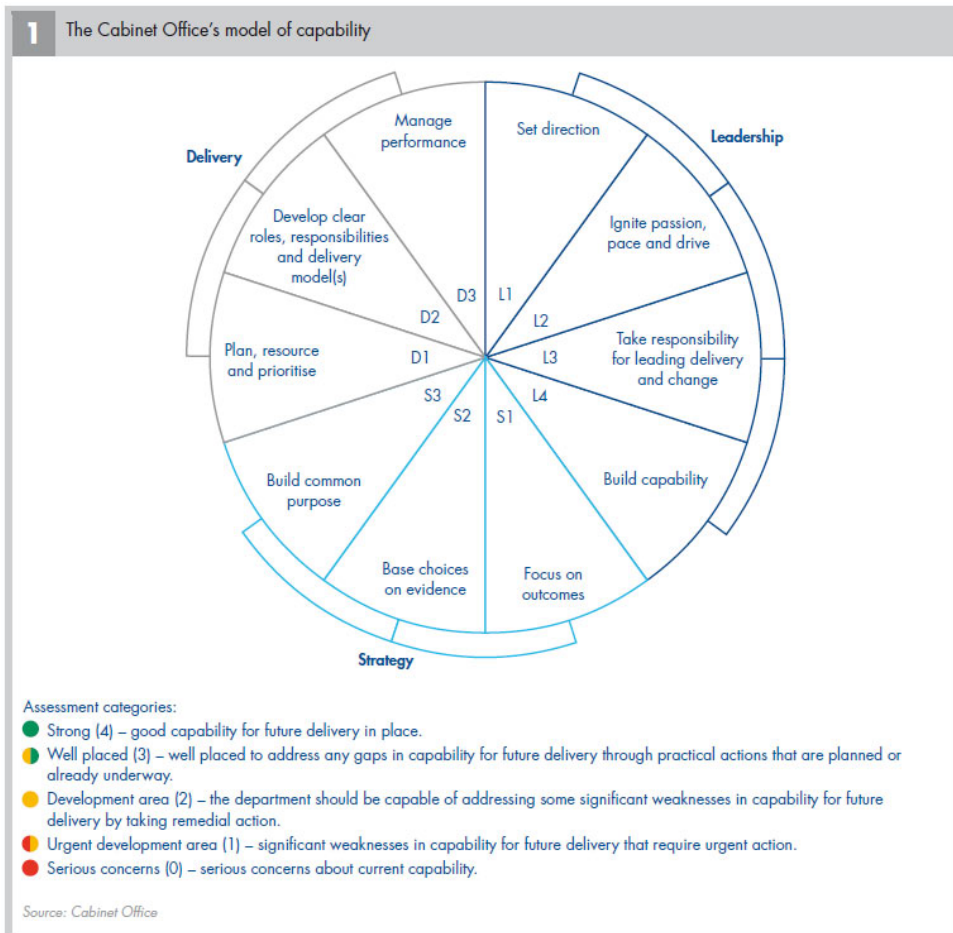 1
The Cabinet Office's model of capability
Manage
performance
Set direction
Delivery
Leadership
Develop clear
roles, responsibilities
and delivery
model(s)
Ignite passion,
pace and drive
D3
L1
D2
L2
Plan, resource
and prioritise
D1
L3
Take responsibility
for leading delivery
and change
S3
L4
S2
S1
Build common
purpose
Build capability
Base choices
on evidence
Focus on
outcomes
Strategy
Assessment categories:
Strong (4) – good capability for future delivery in place.
Well placed (3) – well placed to address any gaps in capability for future delivery through practical actions that are planned or
already underway.
Development area (2) – the department should be capable of addressing some significant weaknesses in capability for future
delivery by taking remedial action.
Urgent development area (1) – significant weaknesses in capability for future delivery that require urgent action.
Serious concerns (0) – serious concerns about current capability.
Source: Cabinet Office